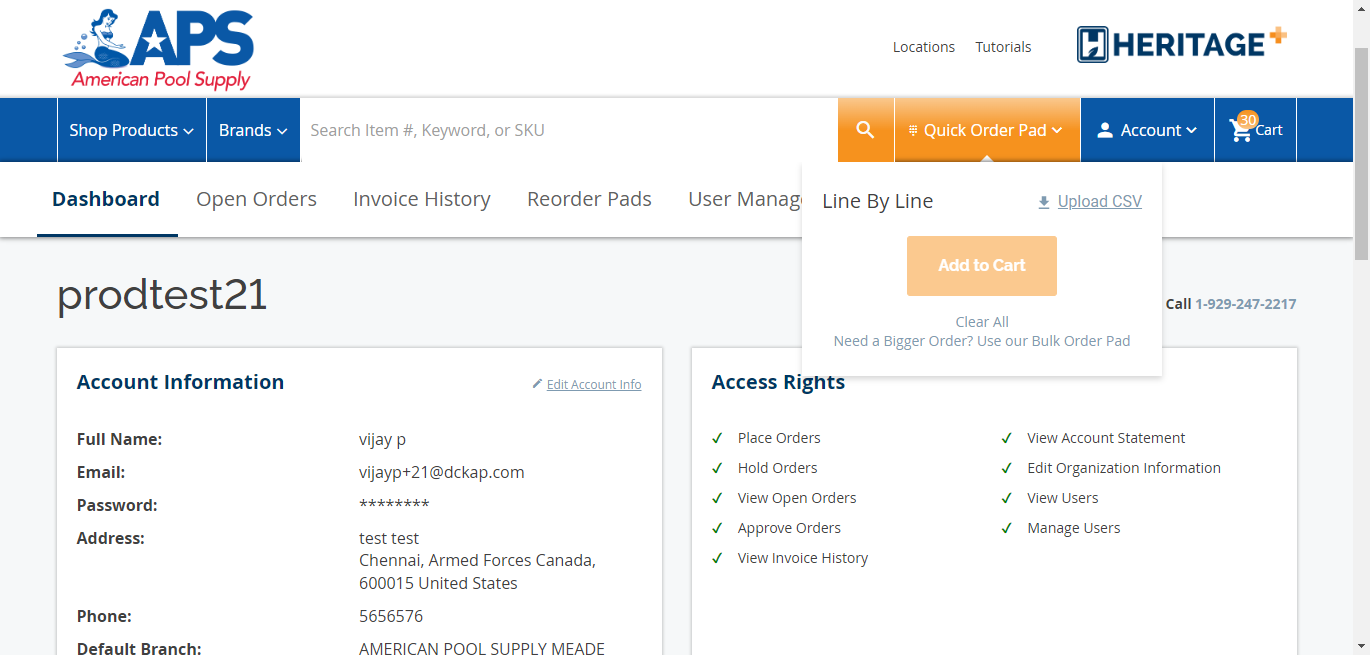 APS
American Pool Supply
Locations Tutorials
HERITAGE+
Shop Products
Brands
Search Item #, Keyword, or SKU
Quick Order Pad
Account
30
Cart
Dashboard
Open Orders
Invoice History
Reorder Pads
User Manag
Line By Line
Upload CSV
Add to Cart
Clear All
Need a Bigger Order? Use our Bulk Order Pad
prodtest21
Call 1-929-247-2217
Account Information
Edit Account Info
Full Name: vijay p
Email: vijayp+21@dckap.com
Password: ********
Address: test test
Chennai, Armed Forces Canada,
600015 United States
Phone: 5656576
Default Branch: AMERICAN POOL SUPPLY MEADE
Access Rights
Place Orders
Hold Orders
View Open Orders
Approve Orders
View Invoice History
View Account Statement
Edit Organization Information
View Users
Manage Users